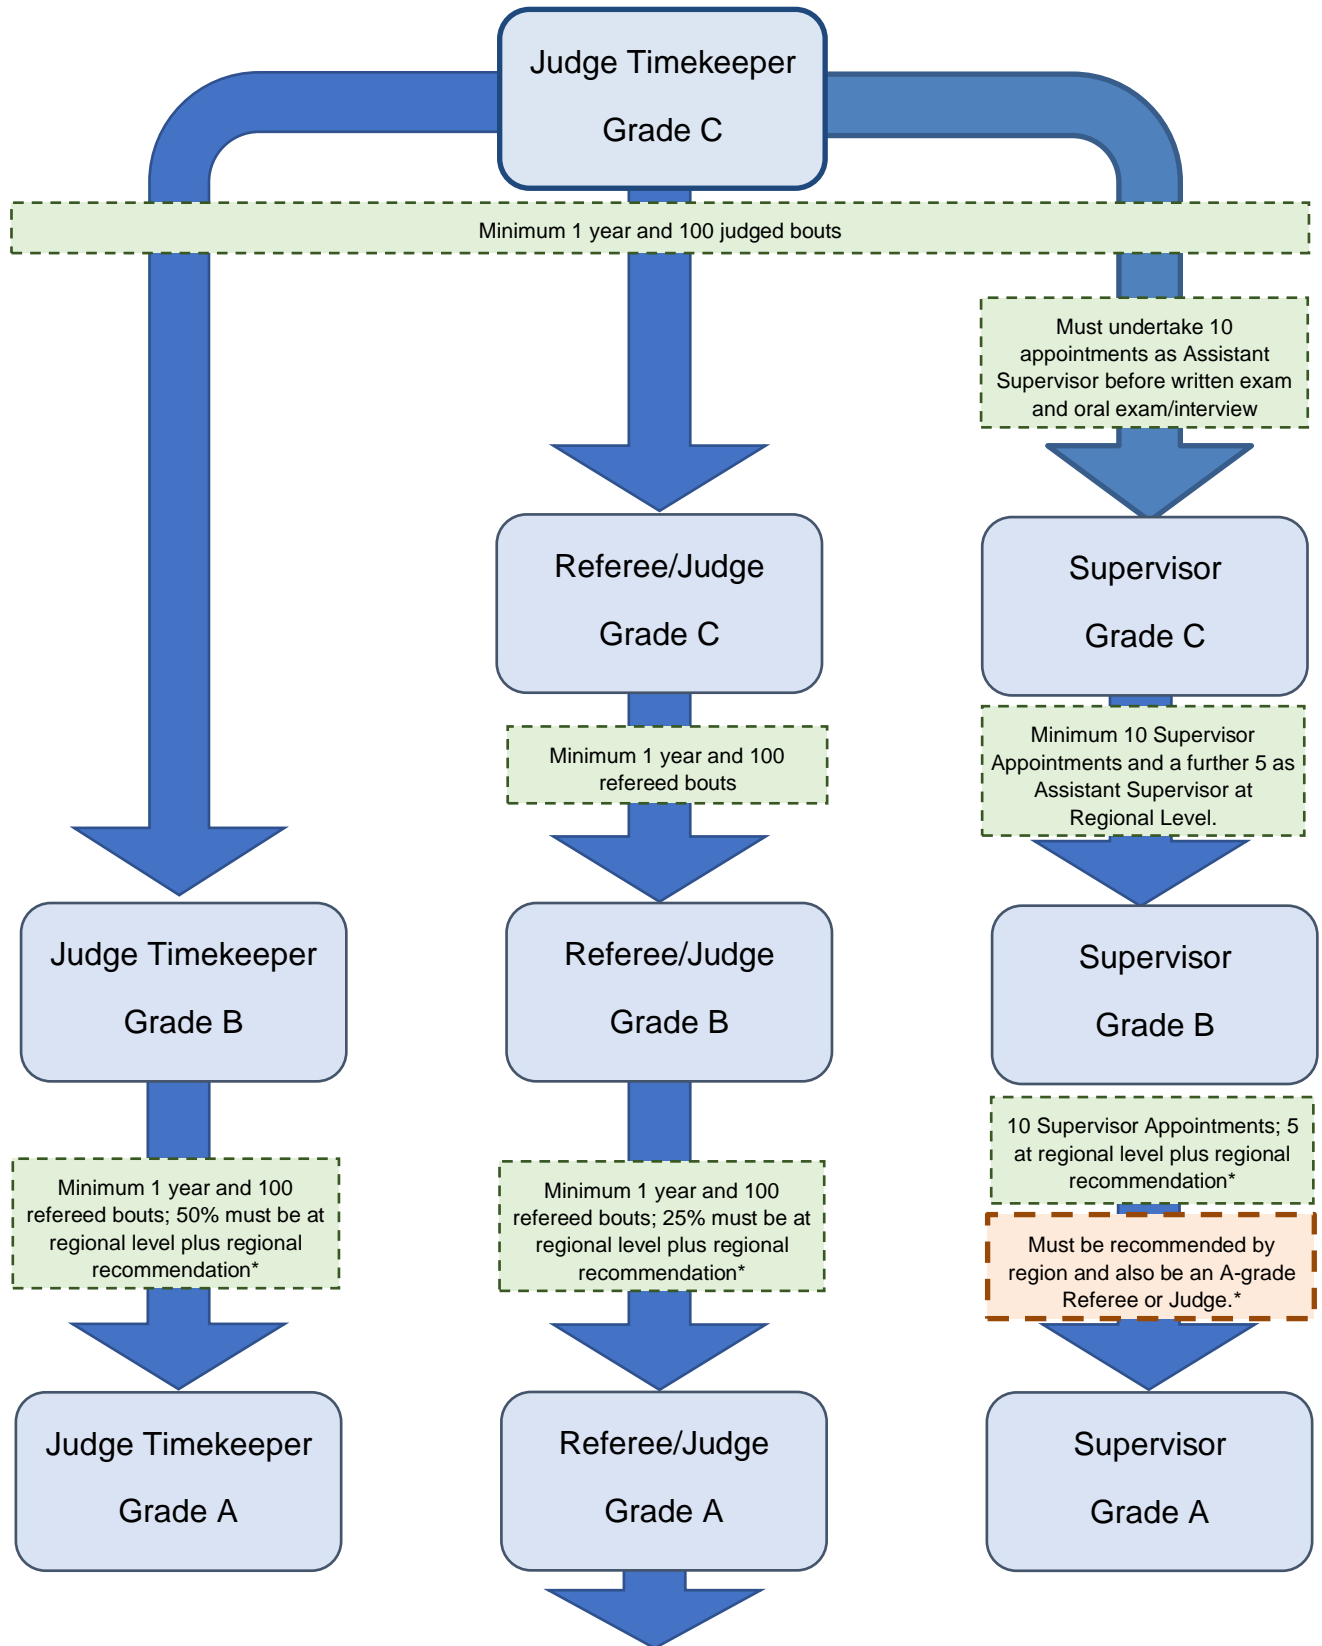 Judge Timekeeper
Grade C
Minimum 1 year and 100 judged bouts
Must undertake 10
appointments as Assistant
Supervisor before written exam
and oral exam/interview
Referee/Judge
Grade C
Supervisor
Grade C
Minimum 1 year and 100
refereed bouts
Minimum 10 Supervisor
Appointments and a further 5 as
Assistant Supervisor at
Regional Level.
Judge Timekeeper
Grade B
Referee/Judge
Grade B
Supervisor
Grade B
Minimum 1 year and 100
refereed bouts; 50% must be at
regional level plus regional
recommendation*
Minimum 1 year and 100
refereed bouts; 25% must be at
regional level plus regional
recommendation*
10 Supervisor Appointments; 5
at regional level plus regional
recommendation*
Must be recommended by
region and also be an A-grade
Referee or Judge.*
Judge Timekeeper
Grade A
Referee/Judge
Grade A
Supervisor
Grade A